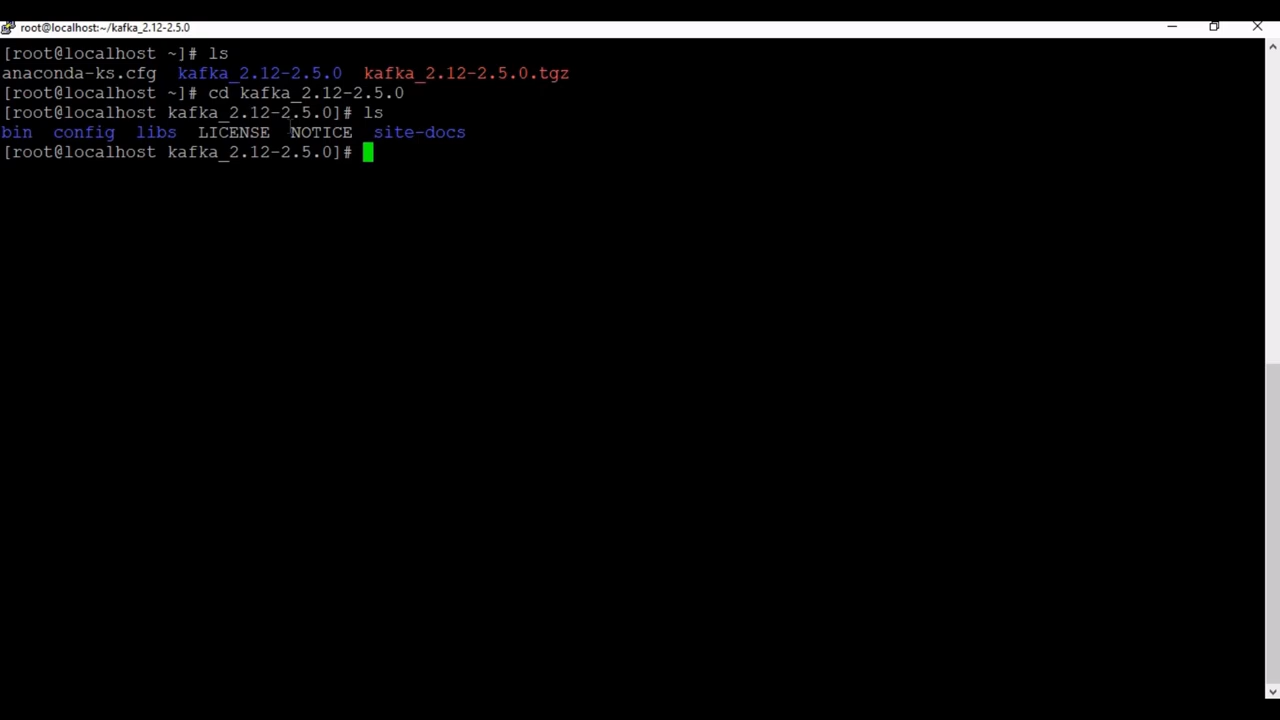 root@localhost:~/kafka_2.12-2.5.0
[root@localhost ~]# ls
anaconda-ks.cfg  kafka_2.12-2.5.0  kafka_2.12-2.5.0.tgz
[root@localhost ~]# cd kafka_2.12-2.5.0
[root@localhost kafka_2.12-2.5.0]# ls
bin  config  libs  LICENSE  NOTICE  site-docs
[root@localhost kafka_2.12-2.5.0]#